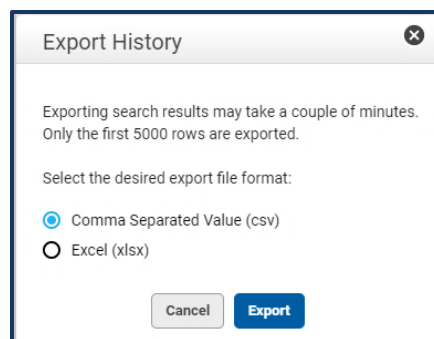 Export History
Exporting search results may take a couple of minutes.
Only the first 5000 rows are exported.
Select the desired export file format:
Comma Separated Value (csv)
Excel (xlsx)
Cancel Export